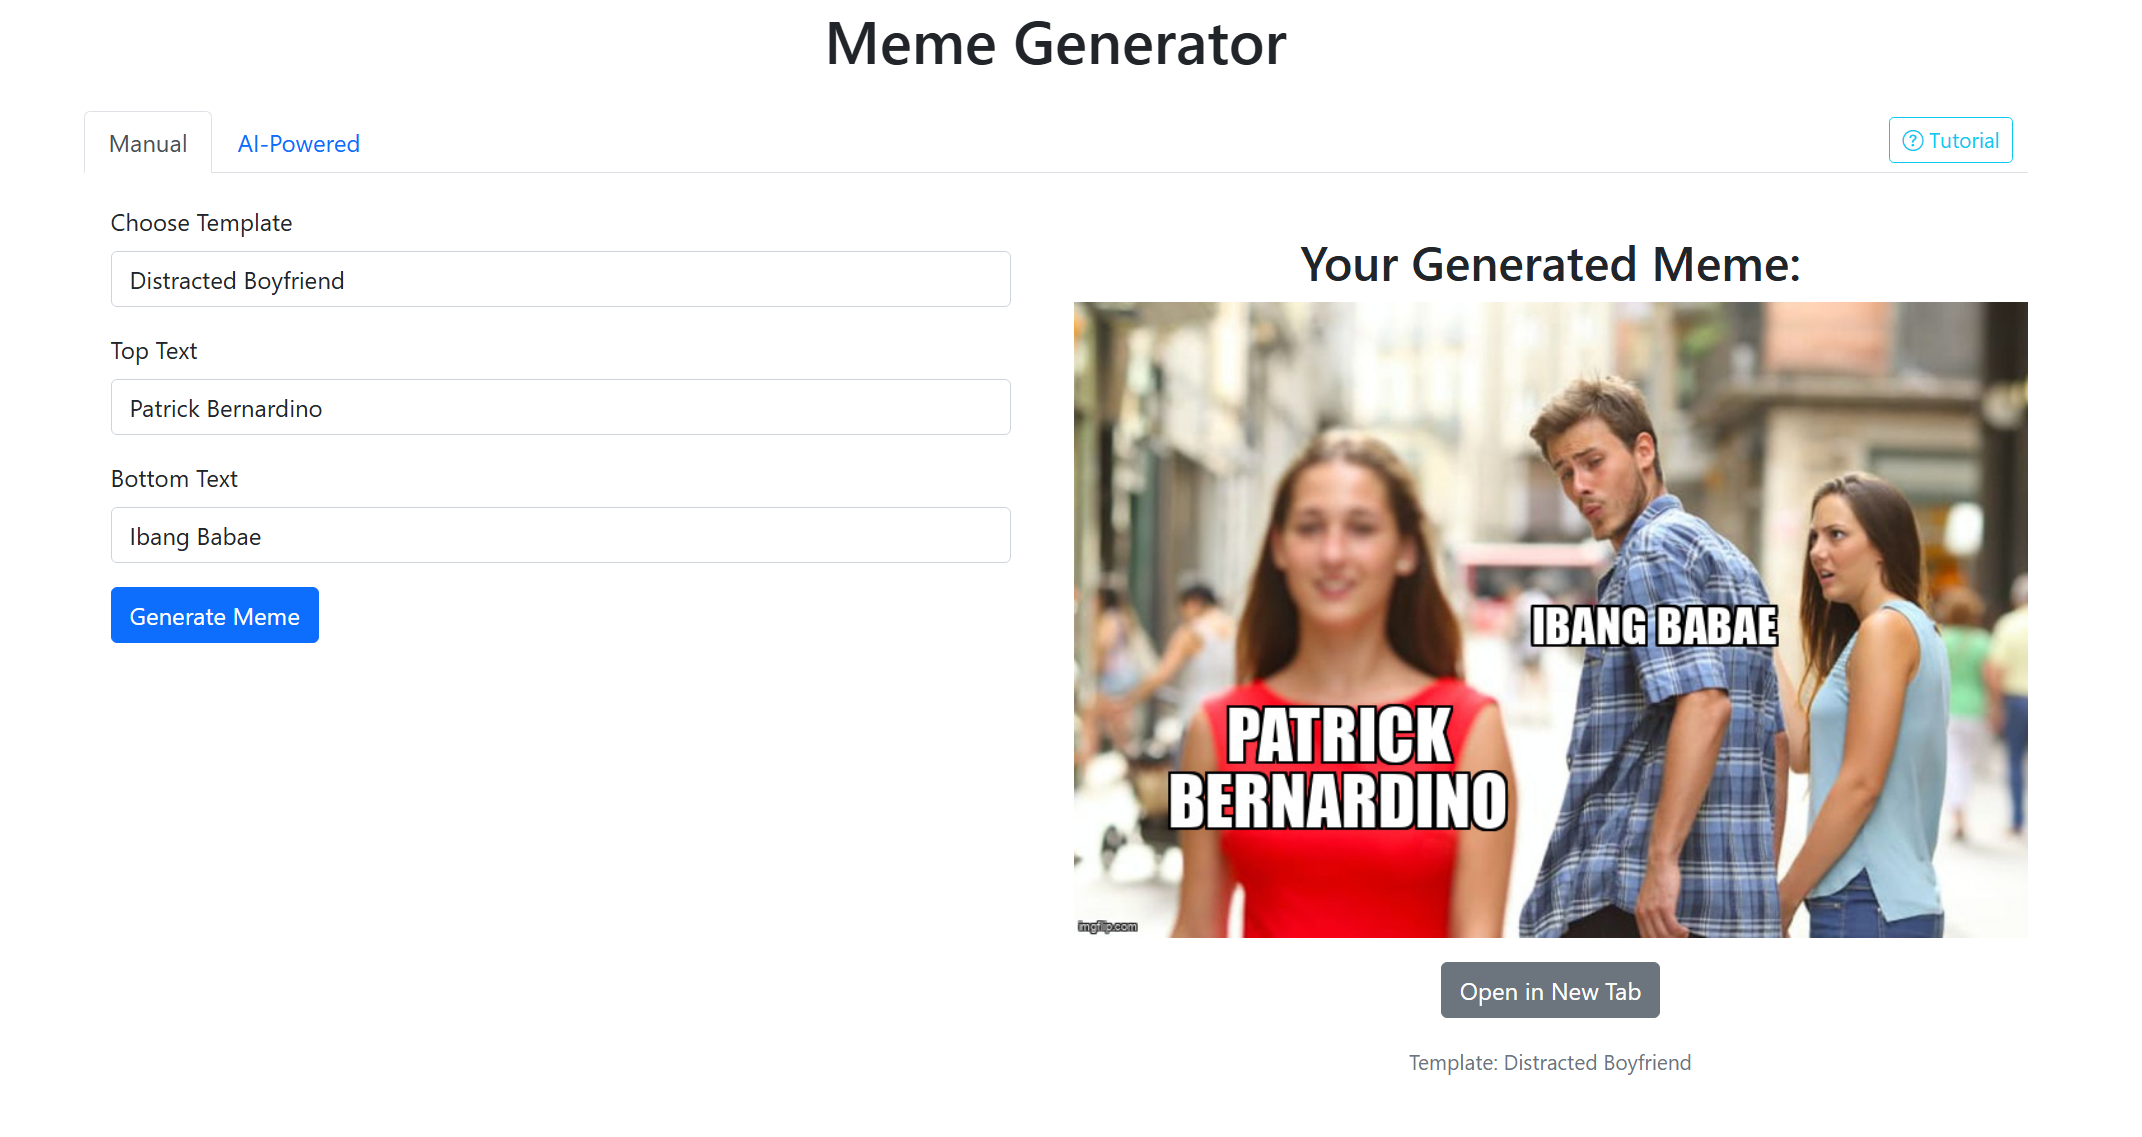 Meme Generator
Manual
AI-Powered
Tutorial
Choose Template
Distracted Boyfriend
Top Text
Patrick Bernardino
Bottom Text
Ibang Babae
Generate Meme
Your Generated Meme:
IBANG BABAE
PATRICK
BERNARDINO
imgflip.com
Open in New Tab
Template: Distracted Boyfriend